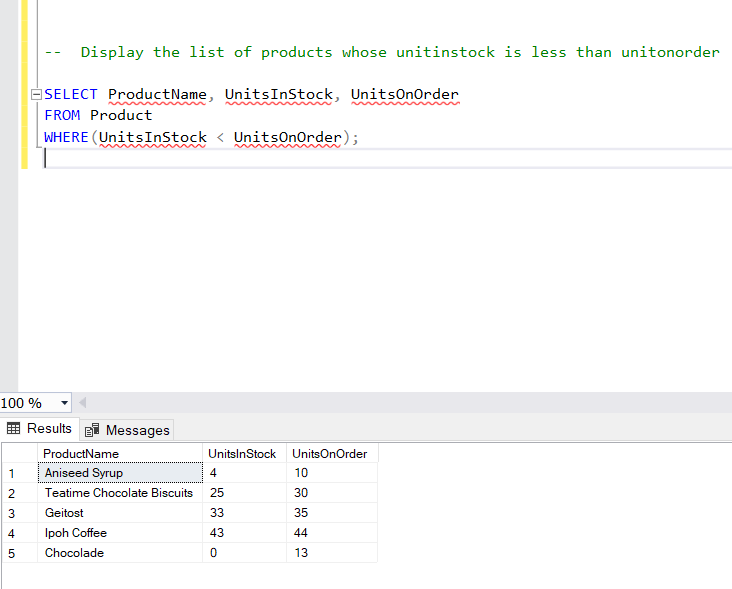 --  Display the list of products whose unitinstock is less than unitonorder
SELECT ProductName, UnitsInStock, UnitsOnOrder
FROM Product
WHERE(UnitsInStock < UnitsOnOrder);
100 %
Results Messages
ProductName UnitsInStock UnitsOnOrder
1 Aniseed Syrup 4 10
2 Teatime Chocolate Biscuits 25 30
3 Geitost 33 35
4 Ipoh Coffee 43 44
5 Chocolade 0 13